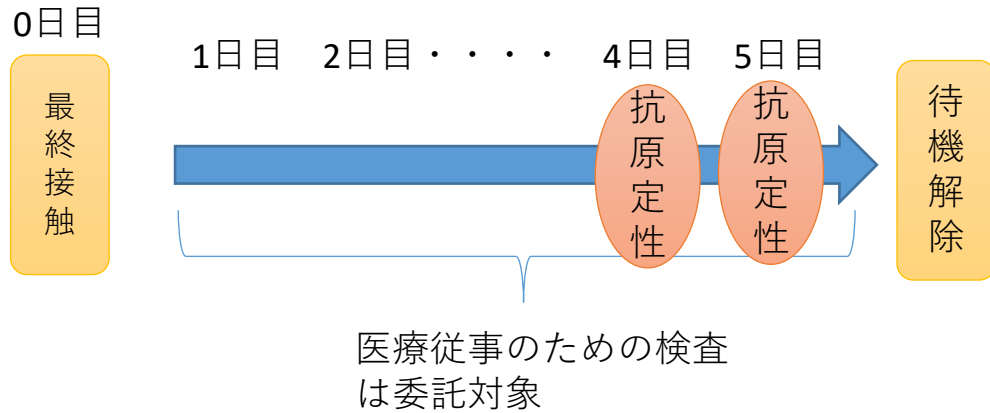 0日目
1日目 2日目・・・・ 4日目 5日目
最終接触
抗原定性
抗原定性
待機解除
医療従事のための検査
は委託対象